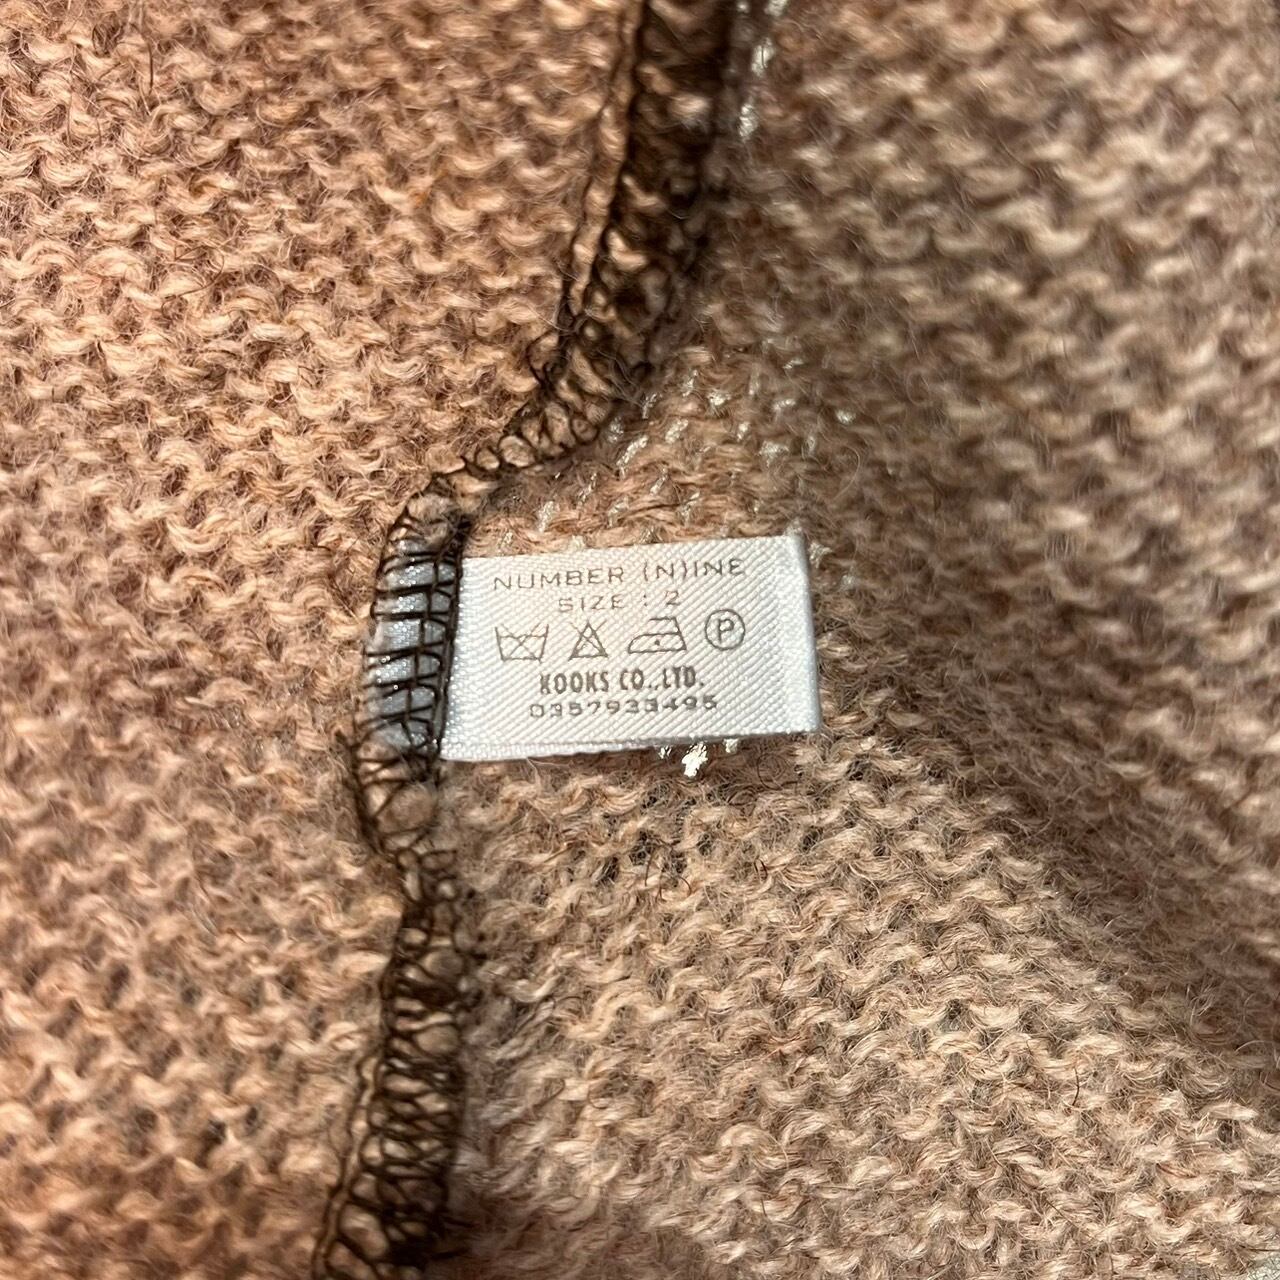 NUMBER (N)INE
SIZE : 2
P
KOOKS CO.,LTD.
0357933495